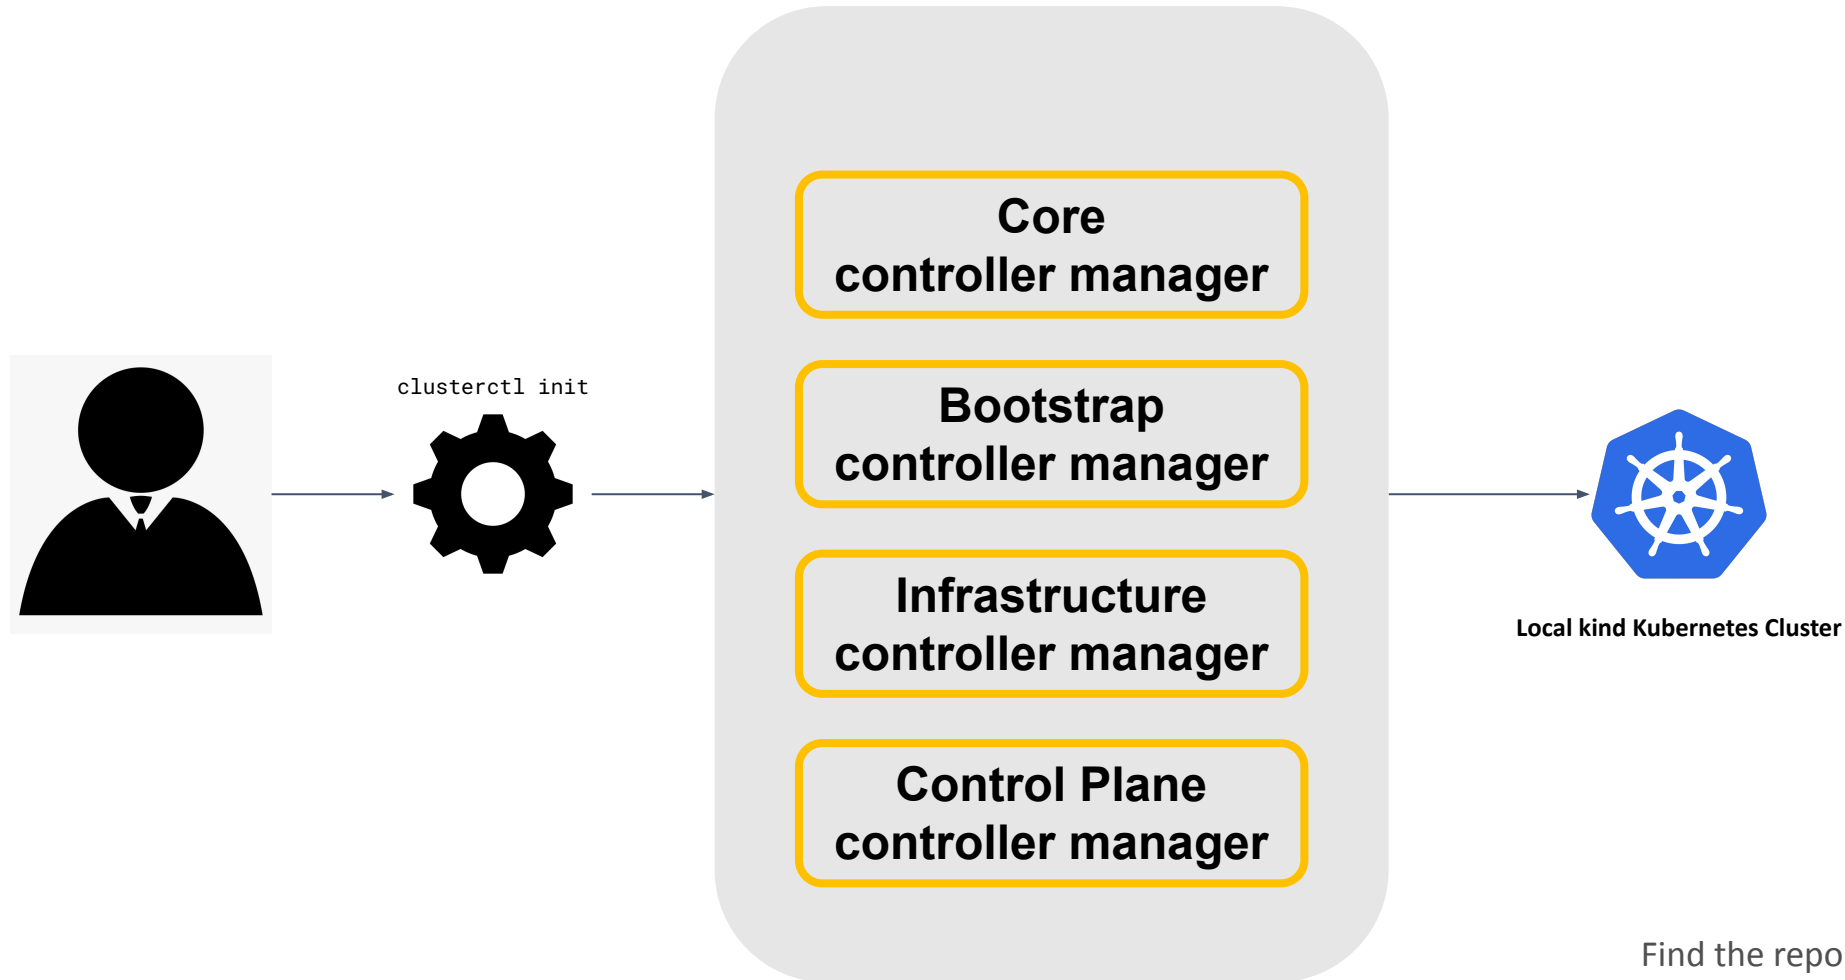 clusterctl init
Core
controller manager
Bootstrap
controller manager
Infrastructure
controller manager
Control Plane
controller manager
Local kind Kubernetes Cluster
Find the repo